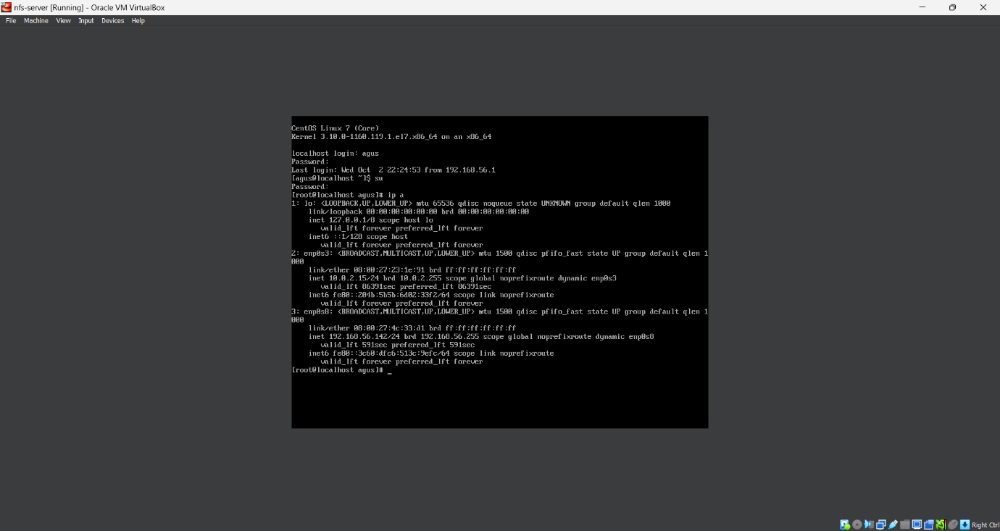 nfs-server [Running] - Oracle VM VirtualBox
File Machine View Input Devices Help
CentOS Linux 7 (Core)
Kernel 3.10.0-1160.119.1.el7.x86_64 on an x86_64
localhost login: agus
Password:
Last login: Wed Oct  2 22:24:53 from 192.168.56.1
[agus@localhost ~]$ su
Password:
[root@localhost agus]# ip a
1: lo: <LOOPBACK,UP,LOWER_UP> mtu 65536 qdisc noqueue state UNKNOWN group default qlen 1000
link/loopback 00:00:00:00:00:00 brd 00:00:00:00:00:00
inet 127.0.0.1/8 scope host lo
valid_lft forever preferred_lft forever
inet6 ::1/128 scope host
valid_lft forever preferred_lft forever
2: enp0s3: <BROADCAST,MULTICAST,UP,LOWER_UP> mtu 1500 qdisc pfifo_fast state UP group default qlen 1
000
link/ether 08:00:27:23:1e:91 brd ff:ff:ff:ff:ff:ff
inet 10.0.2.15/24 brd 10.0.2.255 scope global noprefixroute dynamic enp0s3
valid_lft 86391sec preferred_lft 86391sec
inet6 fe80::204b:5b5b:6d02:33f2/64 scope link noprefixroute
valid_lft forever preferred_lft forever
3: enp0s8: <BROADCAST,MULTICAST,UP,LOWER_UP> mtu 1500 qdisc pfifo_fast state UP group default qlen 1
000
link/ether 08:00:27:4c:33:d1 brd ff:ff:ff:ff:ff:ff
inet 192.168.56.142/24 brd 192.168.56.255 scope global noprefixroute dynamic enp0s8
valid_lft 591sec preferred_lft 591sec
inet6 fe80::3c60:dfc6:513c:9efc/64 scope link noprefixroute
valid_lft forever preferred_lft forever
[root@localhost agus]# _
Right Ctrl